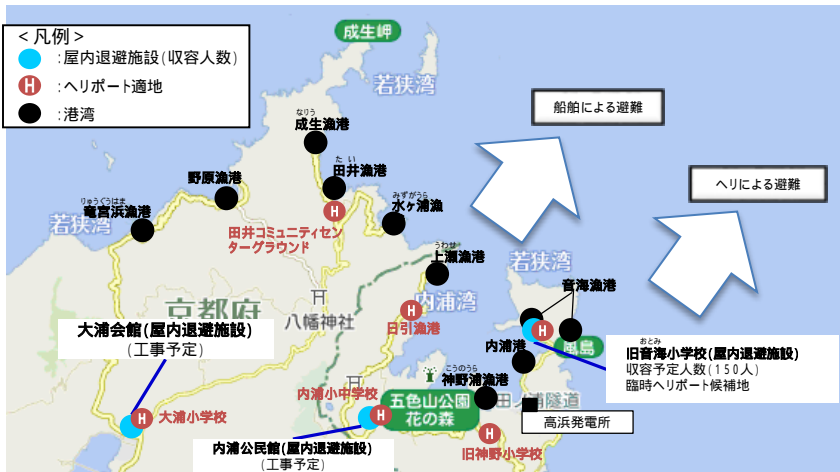 <凡例>
:屋内退避施設(収容人数)
H :ヘリポート適地
:港湾
成生岬
若狭湾
船舶による避難
ヘリによる避難
なりう
成生漁港
たい
田井漁港
野原漁港
みずがうら
水ヶ浦漁
りゅうぐうはま
竜宮浜漁港
若狭湾
H
田井コミュニティセン
ターグラウンド
うわせ
上瀬漁港
若狭湾
音海漁港
京都府
八幡神社
内浦湾
H
日引漁港
H
風島
内浦港
大浦会館(屋内退避施設)
(工事予定)
おとみ
旧音海小学校(屋内退避施設)
収容予定人数(150人)
臨時ヘリポート候補地
こうのうら
神野浦漁港
内浦小中学校
H
大浦小学校
H
五色山公園
花の森
田ノ浦隧道
高浜発電所
H
旧神野小学校
内浦公民館(屋内退避施設)
(工事予定)